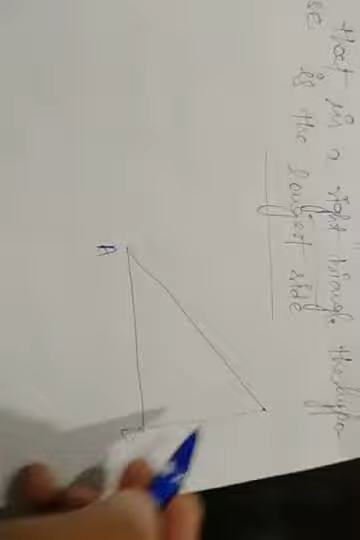 that in a right triangle the hypo
se is the longest side
A